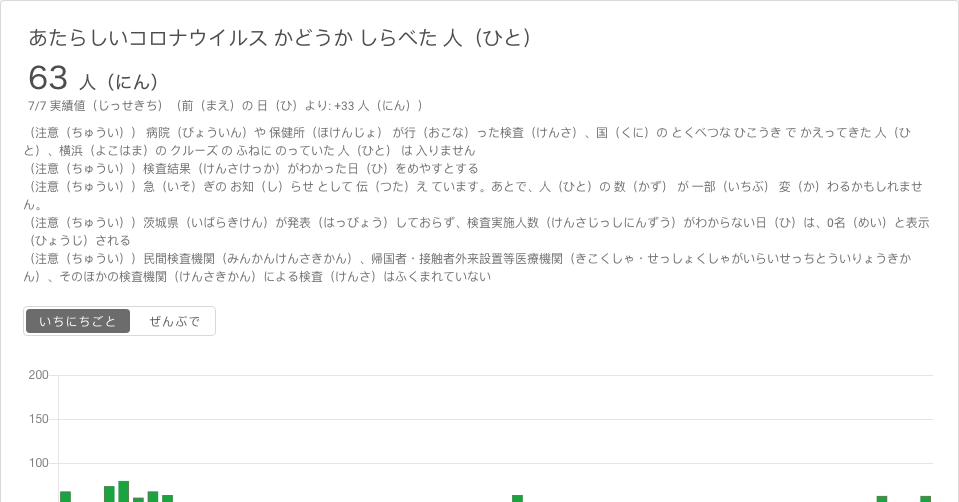 あたらしいコロナウイルス かどうか しらべた 人（ひと）
63 人（にん）
7/7 実績値（じっせきち）（前（まえ）の 日（ひ）より: +33 人（にん））
（注意（ちゅうい）） 病院（びょういん）や 保健所（ほけんじょ） が行（おこな）った検査（けんさ）、国（くに）の とくべつな ひこうき で かえってきた 人（ひ
と）、横浜（よこはま）の クルーズ の ふねに のっていた 人（ひと） は 入りません
（注意（ちゅうい））検査結果（けんさけっか）がわかった日（ひ）をめやすとする
（注意（ちゅうい））急（いそ）ぎの お知（し）らせ として 伝（つた）え ています。あとで、人（ひと）の 数（かず） が 一部（いちぶ） 変（か）わるかもしれませ
ん。
（注意（ちゅうい））茨城県（いばらきけん）が発表（はっぴょう）しておらず、検査実施人数（けんさじっしにんずう）がわからない日（ひ）は、0名（めい）と表示
（ひょうじ）される
（注意（ちゅうい））民間検査機関（みんかんけんさきかん）、帰国者・接触者外来設置等医療機関（きこくしゃ・せっしょくしゃがいらいせっちとういりょうきか
ん）、そのほかの検査機関（けんさきかん）による検査（けんさ）はふくまれていない
いちにちごと ぜんぶで
200
150
100